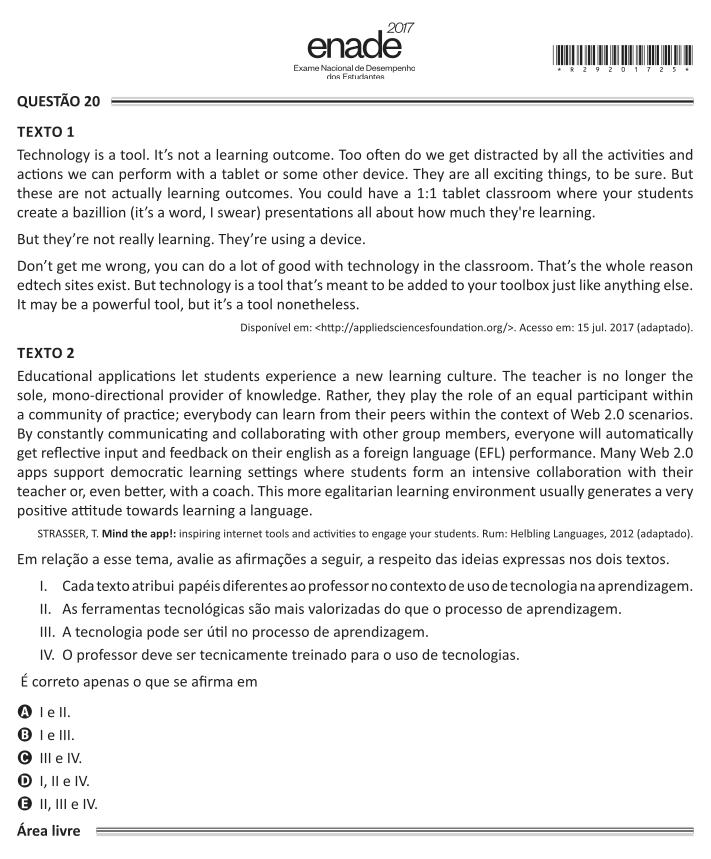 2017
enade
Exame Nacional de Desempenho
dos Estudantes
*R2920172 5*
QUESTÃO 20
TEXTO 1
Technology is a tool. It's not a learning outcome. Too often do we get distracted by all the activities and
actions we can perform with a tablet or some other device. They are all exciting things, to be sure. But
these are not actually learning outcomes. You could have a 1:1 tablet classroom where your students
create a bazillion (it's a word, I swear) presentations all about how much they're learning.
But they're not really learning. They're using a device.
Don't get me wrong, you can do a lot of good with technology in the classroom. That's the whole reason
edtech sites exist. But technology is a tool that's meant to be added to your toolbox just like anything else.
It may be a powerful tool, but it's a tool nonetheless.
Disponível em: <http://appliedsciencesfoundation.org/>. Acesso em: 15 jul. 2017 (adaptado).
TEXTO 2
Educational applications let students experience a new learning culture. The teacher is no longer the
sole, mono-directional provider of knowledge. Rather, they play the role of an equal participant within
a community of practice; everybody can learn from their peers within the context of Web 2.0 scenarios.
By constantly communicating and collaborating with other group members, everyone will automatically
get reflective input and feedback on their english as a foreign language (EFL) performance. Many Web 2.0
apps support democratic learning settings where students form an intensive collaboration with their
teacher or, even better, with a coach. This more egalitarian learning environment usually generates a very
positive attitude towards learning a language.
STRASSER, T. Mind the app!: inspiring internet tools and activities to engage your students. Rum: Helbling Languages, 2012 (adaptado).
Em relação a esse tema, avalie as afirmações a seguir, a respeito das ideias expressas nos dois textos.
I. Cada texto atribui papéis diferentes ao professor no contexto de uso de tecnologia na aprendizagem.
II. As ferramentas tecnológicas são mais valorizadas do que o processo de aprendizagem.
III. A tecnologia pode ser útil no processo de aprendizagem.
IV. O professor deve ser tecnicamente treinado para o uso de tecnologias.
É correto apenas o que se afirma em
A I e II.
B I e III.
C III e IV.
D I, II e IV.
E II, III e IV.
Área livre